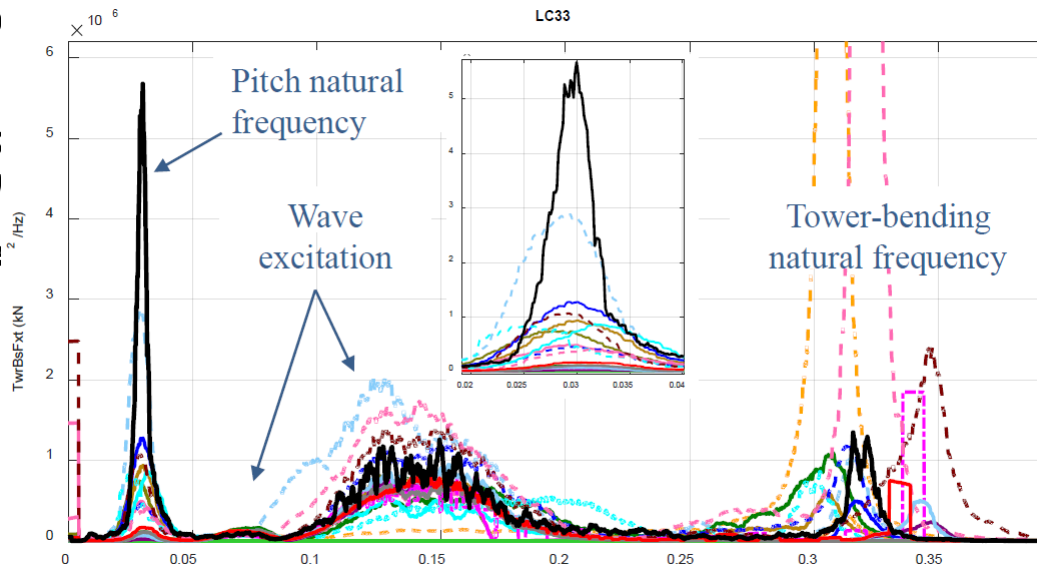 LC33
× 10 6
6
5
4
3
2
1
0
TwrBsFxt (kN 2 /Hz)
Pitch natural
frequency
Wave
excitation
Tower-bending
natural frequency
5
4
3
2
1
0
0.02 0.025 0.03 0.035 0.04
0 0.05 0.1 0.15 0.2 0.25 0.3 0.35